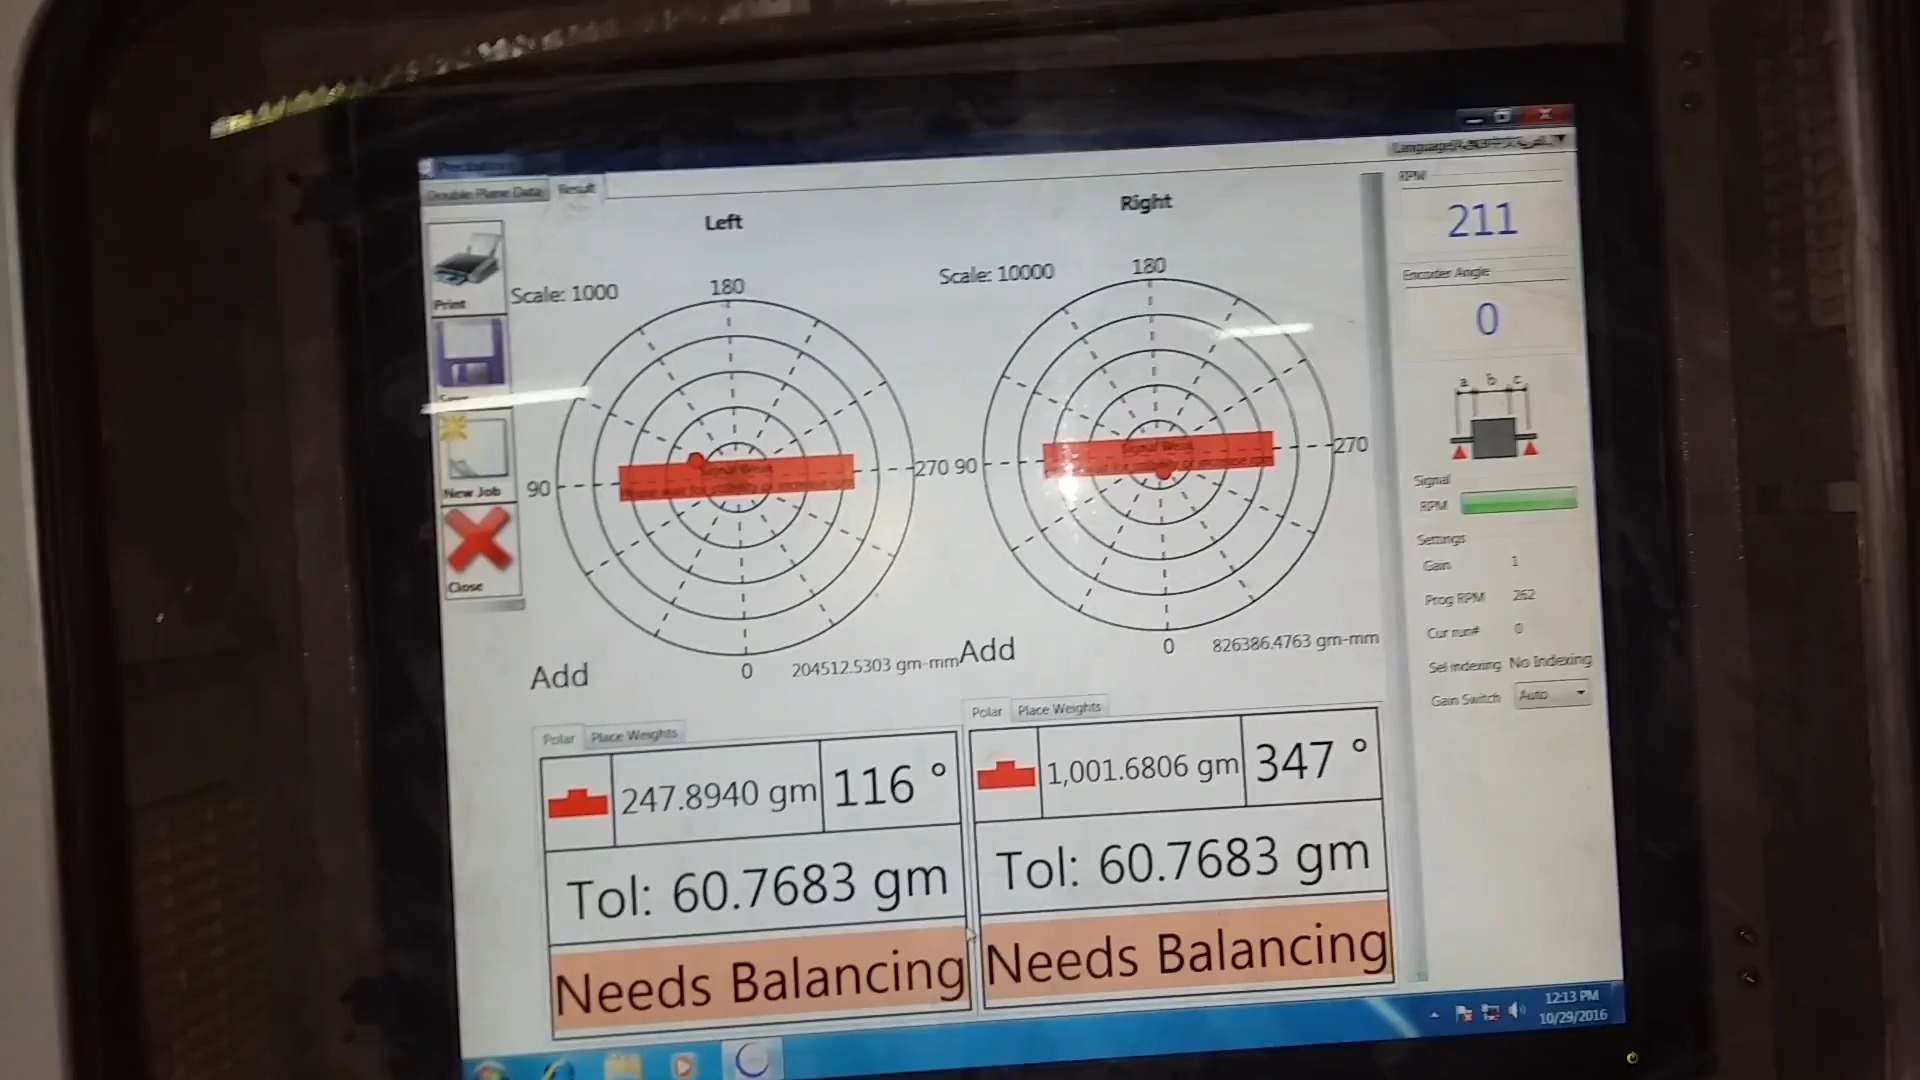 Double Plane Data
Result
Left
Right
Print
New Job
Close
Scale: 1000
180
90
270
0
Add
204512.5303 gm-mm
Scale: 10000
180
90
270
0
Add
826386.4763 gm-mm
Signal Weak
Signal Weak
Polar
Place Weights
247.8940 gm
116 °
Tol: 60.7683 gm
Needs Balancing
Polar
Place Weights
1,001.6806 gm
347 °
Tol: 60.7683 gm
Needs Balancing
RPM
211
Encoder Angle
0
a b c
Signal
RPM
Settings
Gain 1
Prog RPM 262
Cur run# 0
Sel indexing No Indexing
Gain Switch Auto
12:13 PM
10/29/2016